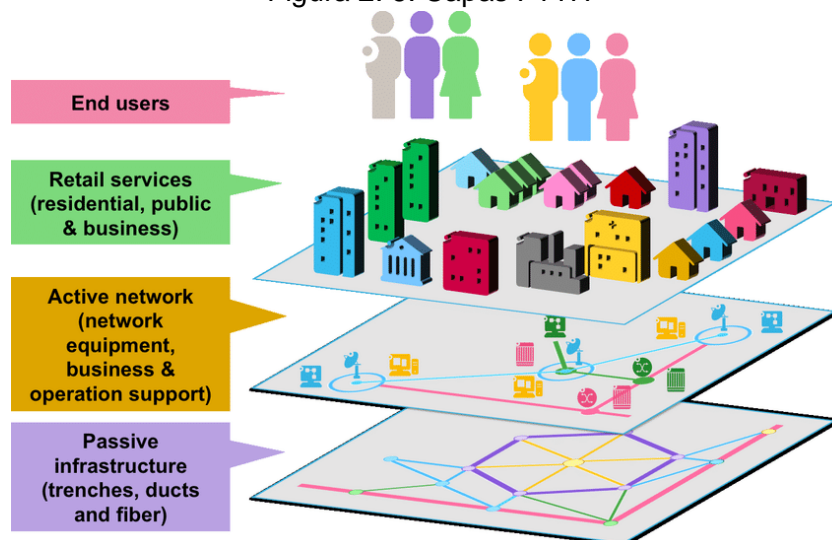 End users
Retail services
(residential, public
& business)
Active network
(network
equipment,
business &
operation support)
Passive
infrastructure
(trenches, ducts
and fiber)